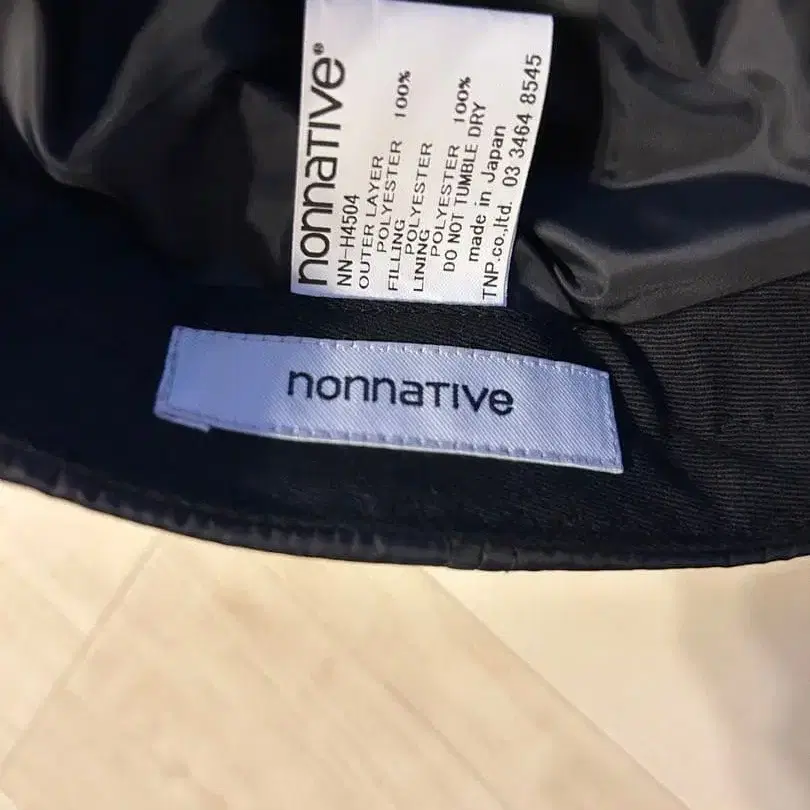 nonnaTIVe®
NN-H4504
OUTER LAYER
POLYESTER 100%
FILLING
POLYESTER
LINING
POLYESTER 100%
DO NOT TUMBLE DRY
made in Japan
TNP.co.,ltd. 03 3464 8545
nonnaTIVe